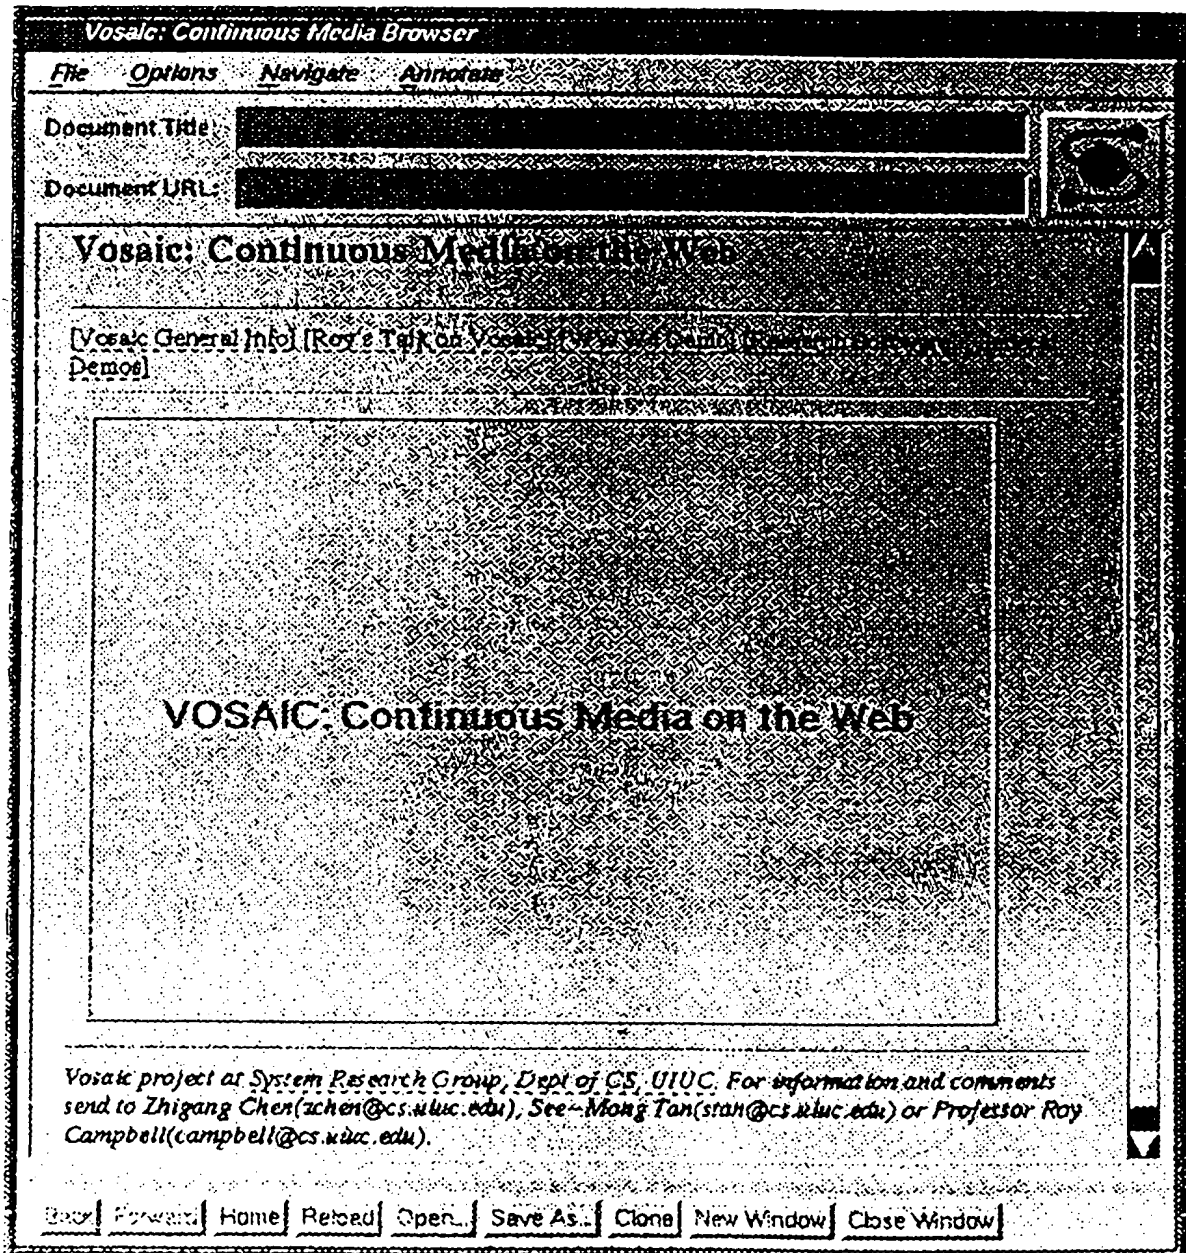 Vosaic: Continuous Media Browser
File Options Navigate Annotate
Document Title:
Document URL:
Vosaic: Continuous Media on the Web
[Vosaic General Info] [Roy's Talk on Vosaic] [WWW4 Demo] [Research
Demos]
VOSAIC: Continuous Media on the Web
Vosaic project at System Research Group, Dept of CS, UIUC. For information and comments
send to Zhigang Chen(zchen@cs.uiuc.edu), See-Mong Tan(stan@cs.uiuc.edu) or Professor Roy
Campbell(campbell@cs.uiuc.edu).
Back Forward Home Reload Open... Save As... Clone New Window Close Window